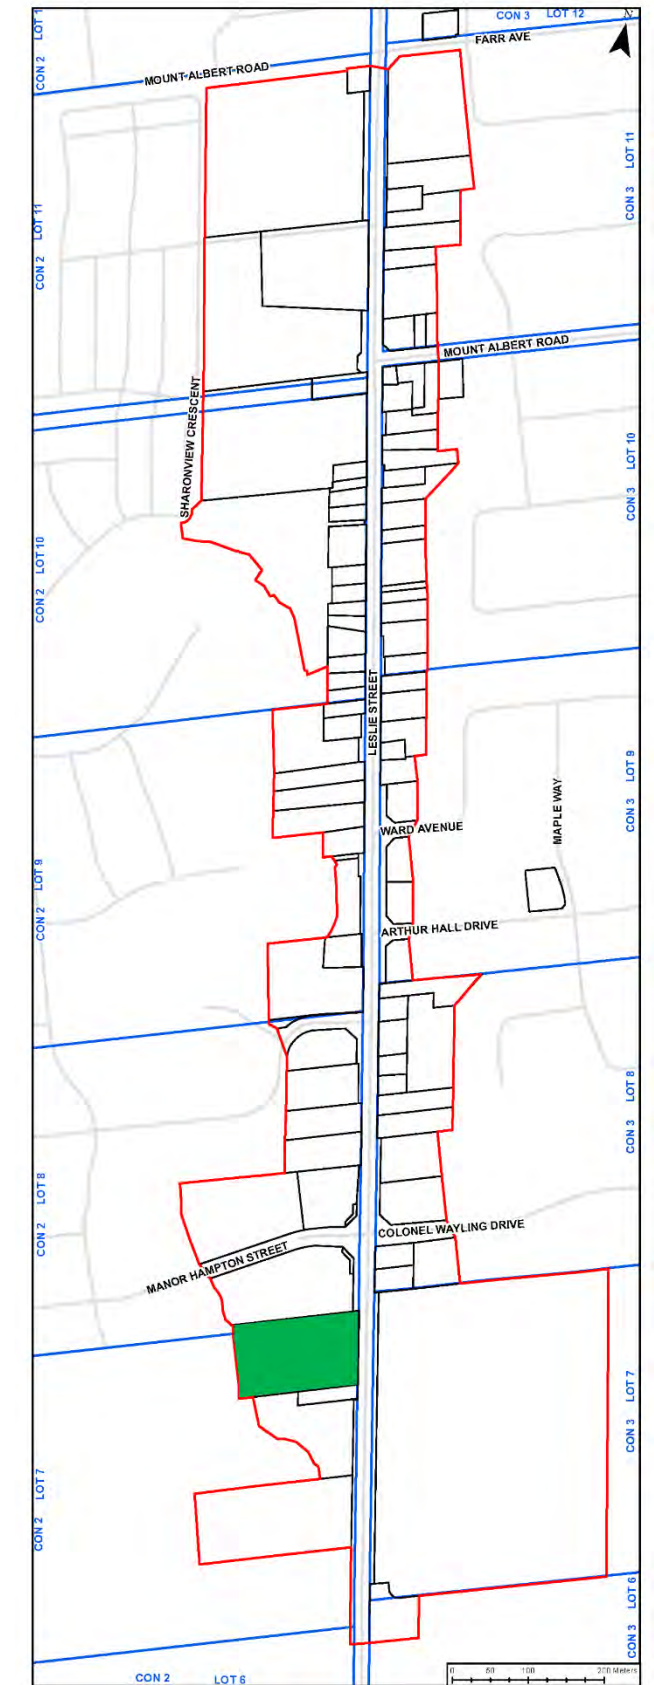 CON 3 LOT 12
N
FARR AVE
CON 2 LOT 1
MOUNT ALBERT ROAD
CON 3 LOT 11
CON 2 LOT 11
MOUNT ALBERT ROAD
SHARONVIEW CRESCENT
CON 3 LOT 10
CON 2 LOT 10
LESLIE STREET
CON 3 LOT 9
MAPLE WAY
WARD AVENUE
CON 2 LOT 9
ARTHUR HALL DRIVE
CON 3 LOT 8
CON 2 LOT 8
COLONEL WAYLING DRIVE
MANOR HAMPTON STREET
CON 3 LOT 7
CON 2 LOT 7
CON 3 LOT 6
CON 2 LOT 6
0 50 100 200 Meters